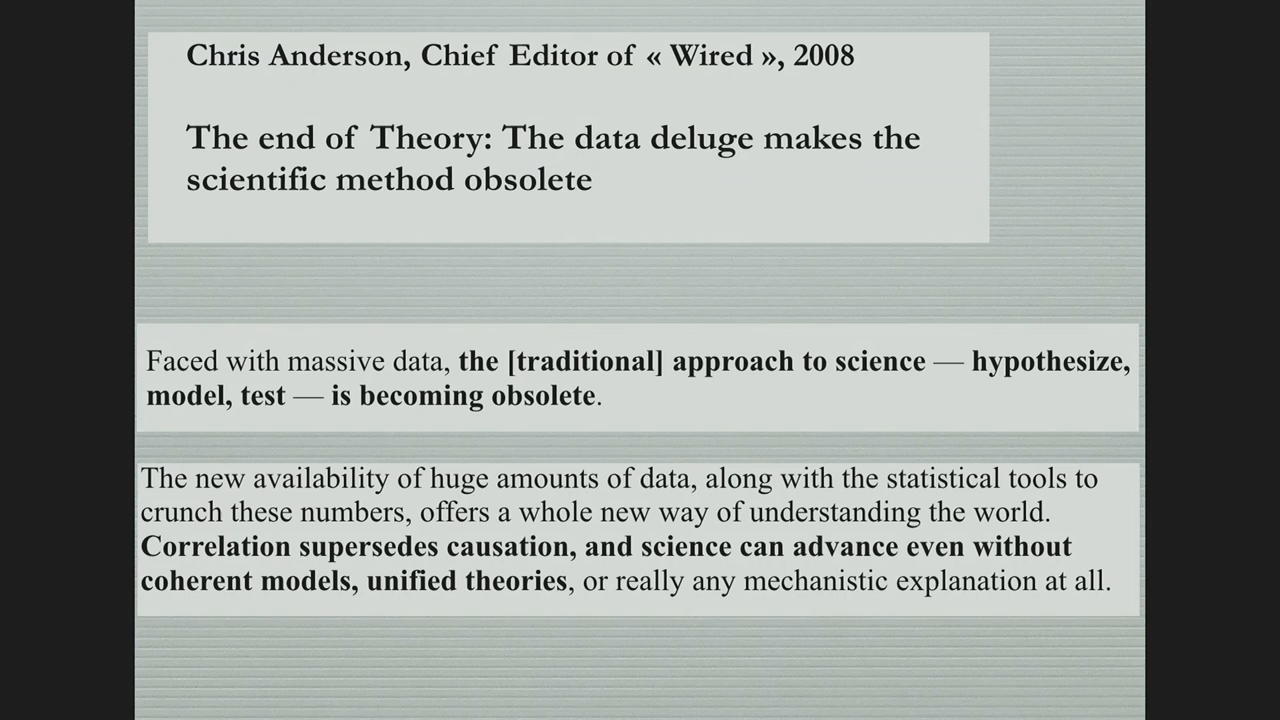 Chris Anderson, Chief Editor of « Wired », 2008
The end of Theory: The data deluge makes the
scientific method obsolete
Faced with massive data, the [traditional] approach to science — hypothesize,
model, test — is becoming obsolete.
The new availability of huge amounts of data, along with the statistical tools to
crunch these numbers, offers a whole new way of understanding the world.
Correlation supersedes causation, and science can advance even without
coherent models, unified theories, or really any mechanistic explanation at all.